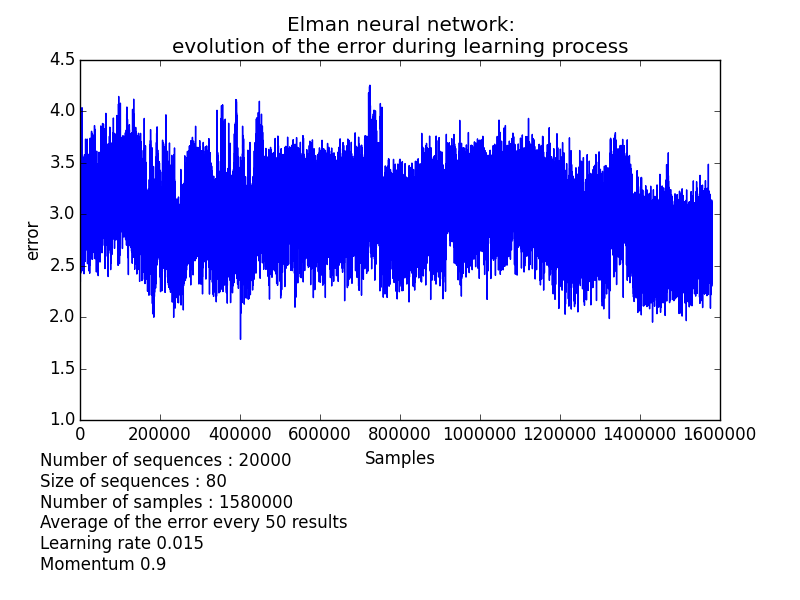 Elman neural network:
evolution of the error during learning process
4.5
4.0
3.5
3.0
2.5
2.0
1.5
1.0
error
0 200000 400000 600000 800000 1000000 1200000 1400000 1600000
Samples
Number of sequences : 20000
Size of sequences : 80
Number of samples : 1580000
Average of the error every 50 results
Learning rate 0.015
Momentum 0.9